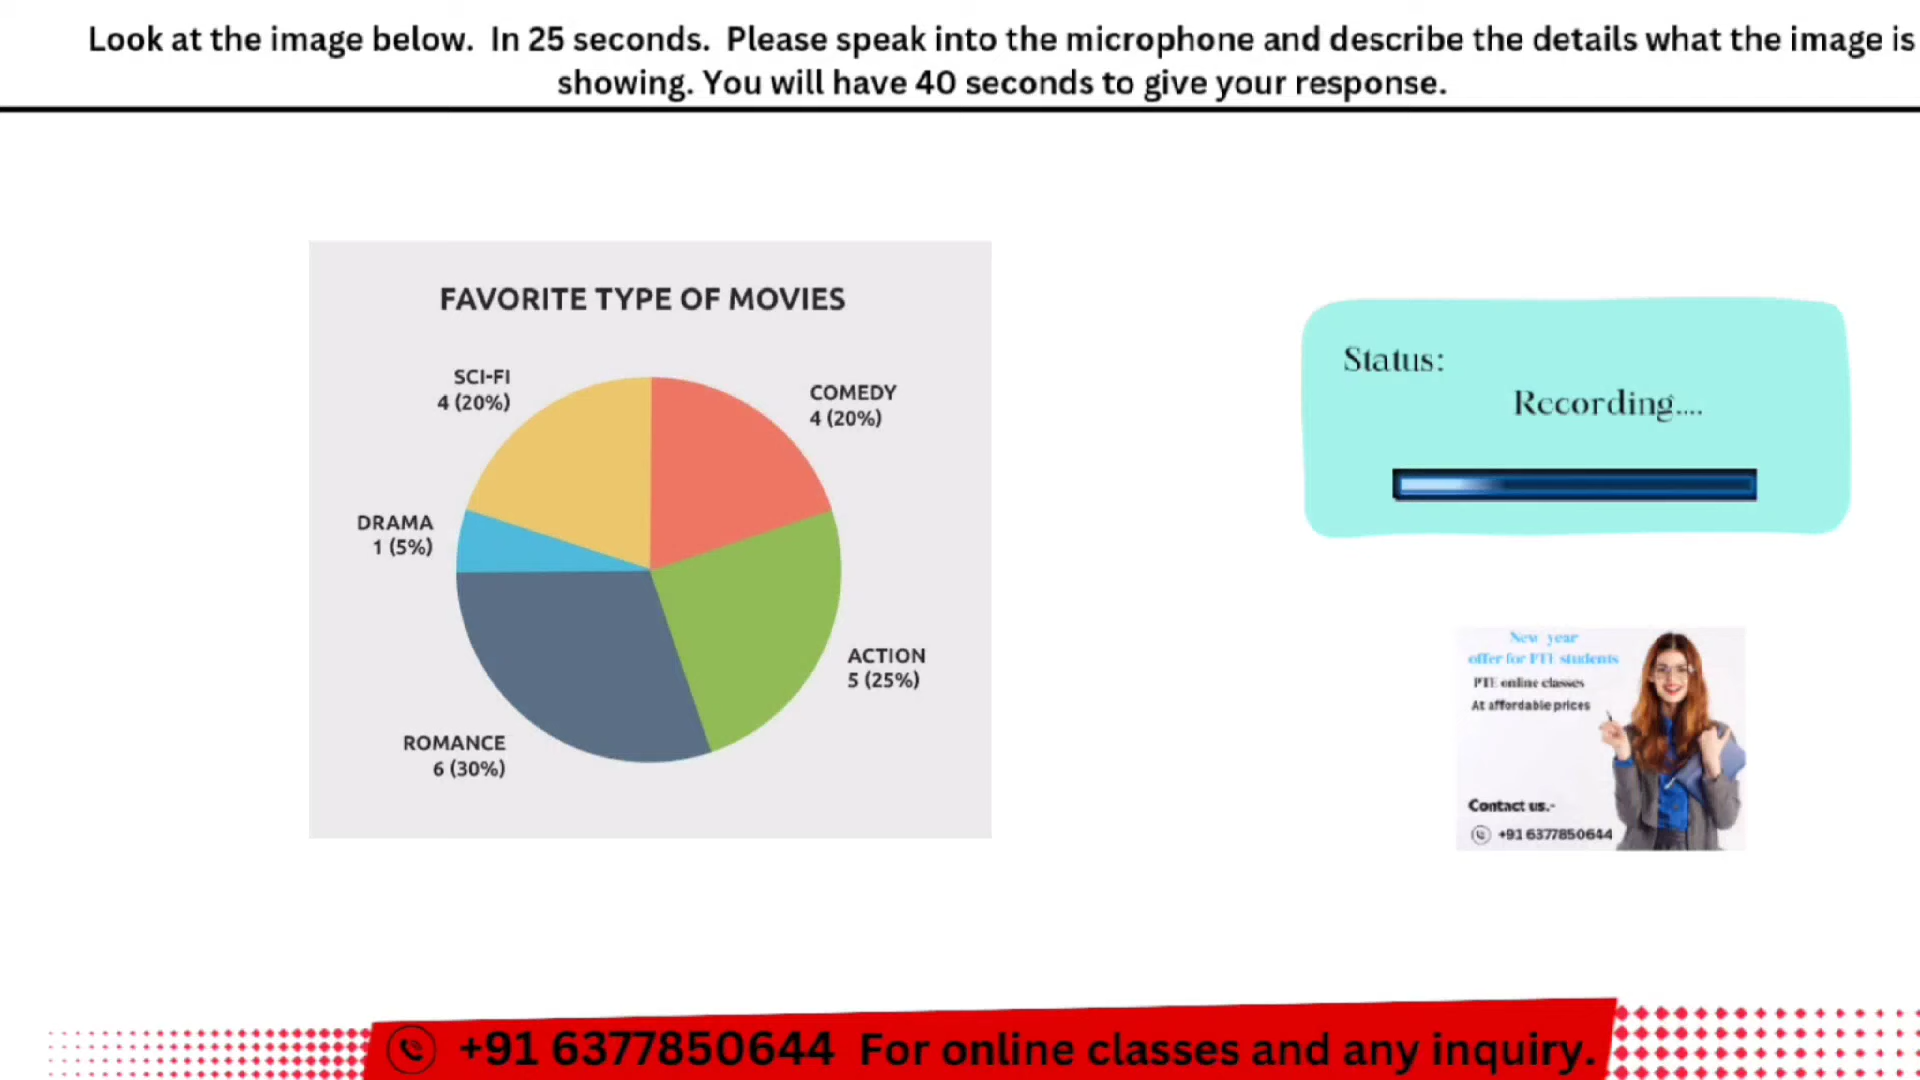 Look at the image below. In 25 seconds. Please speak into the microphone and describe the details what the image is
showing. You will have 40 seconds to give your response.
FAVORITE TYPE OF MOVIES
SCI-FI
4 (20%)
COMEDY
4 (20%)
DRAMA
1 (5%)
ACTION
5 (25%)
ROMANCE
6 (30%)
Status:
Recording....
New year
offer for PTE students
PTE online classes
At affordable prices
Contact us.-
+91 6377850644
+91 6377850644 For online classes and any inquiry.